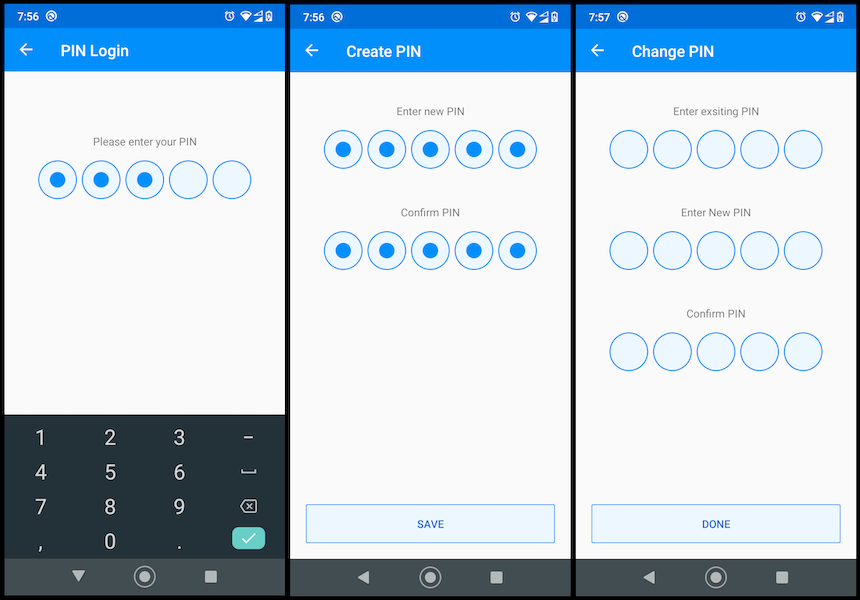 7:56
PIN Login
Please enter your PIN
1 2 3 –
4 5 6
7 8 9
, 0 .
7:56
Create PIN
Enter new PIN
Confirm PIN
SAVE
7:57
Change PIN
Enter exsiting PIN
Enter New PIN
Confirm PIN
DONE